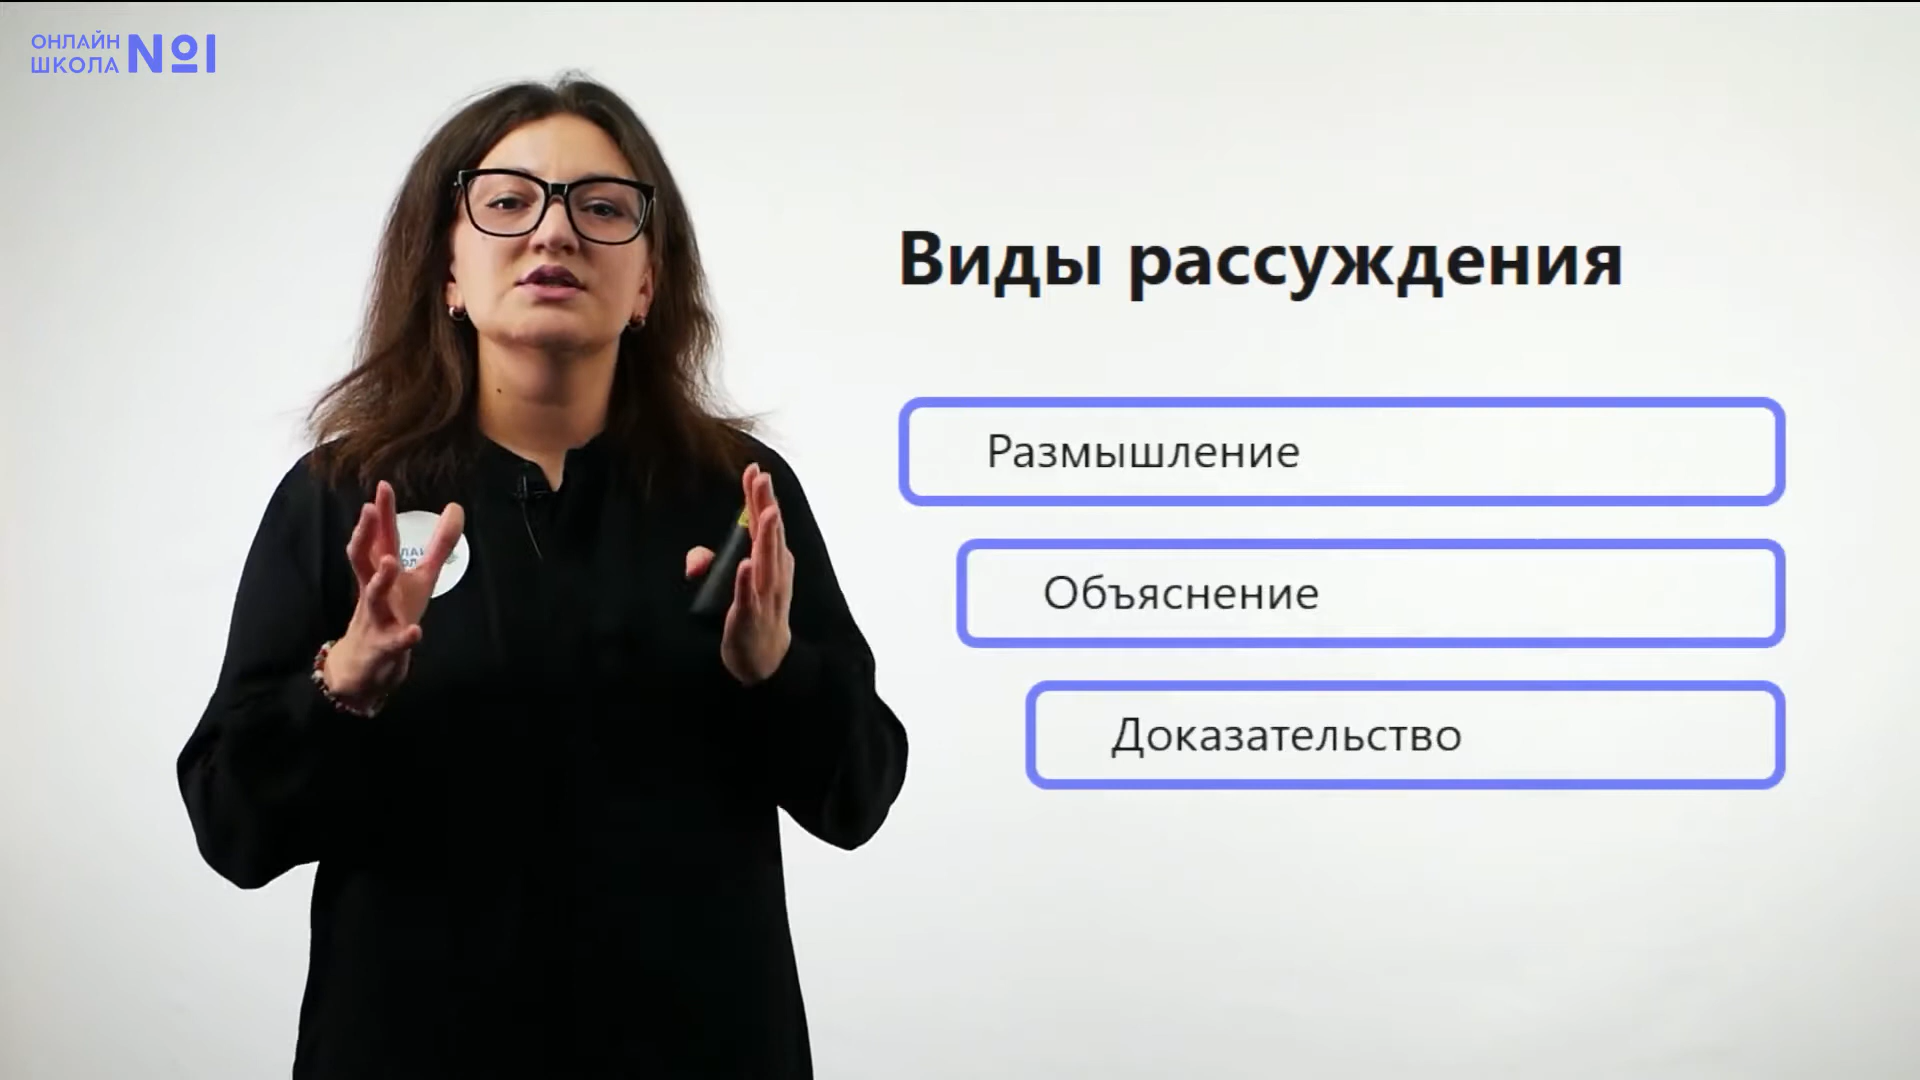 ОНЛАЙН
ШКОЛА №1
Виды рассуждения
Размышление
Объяснение
Доказательство